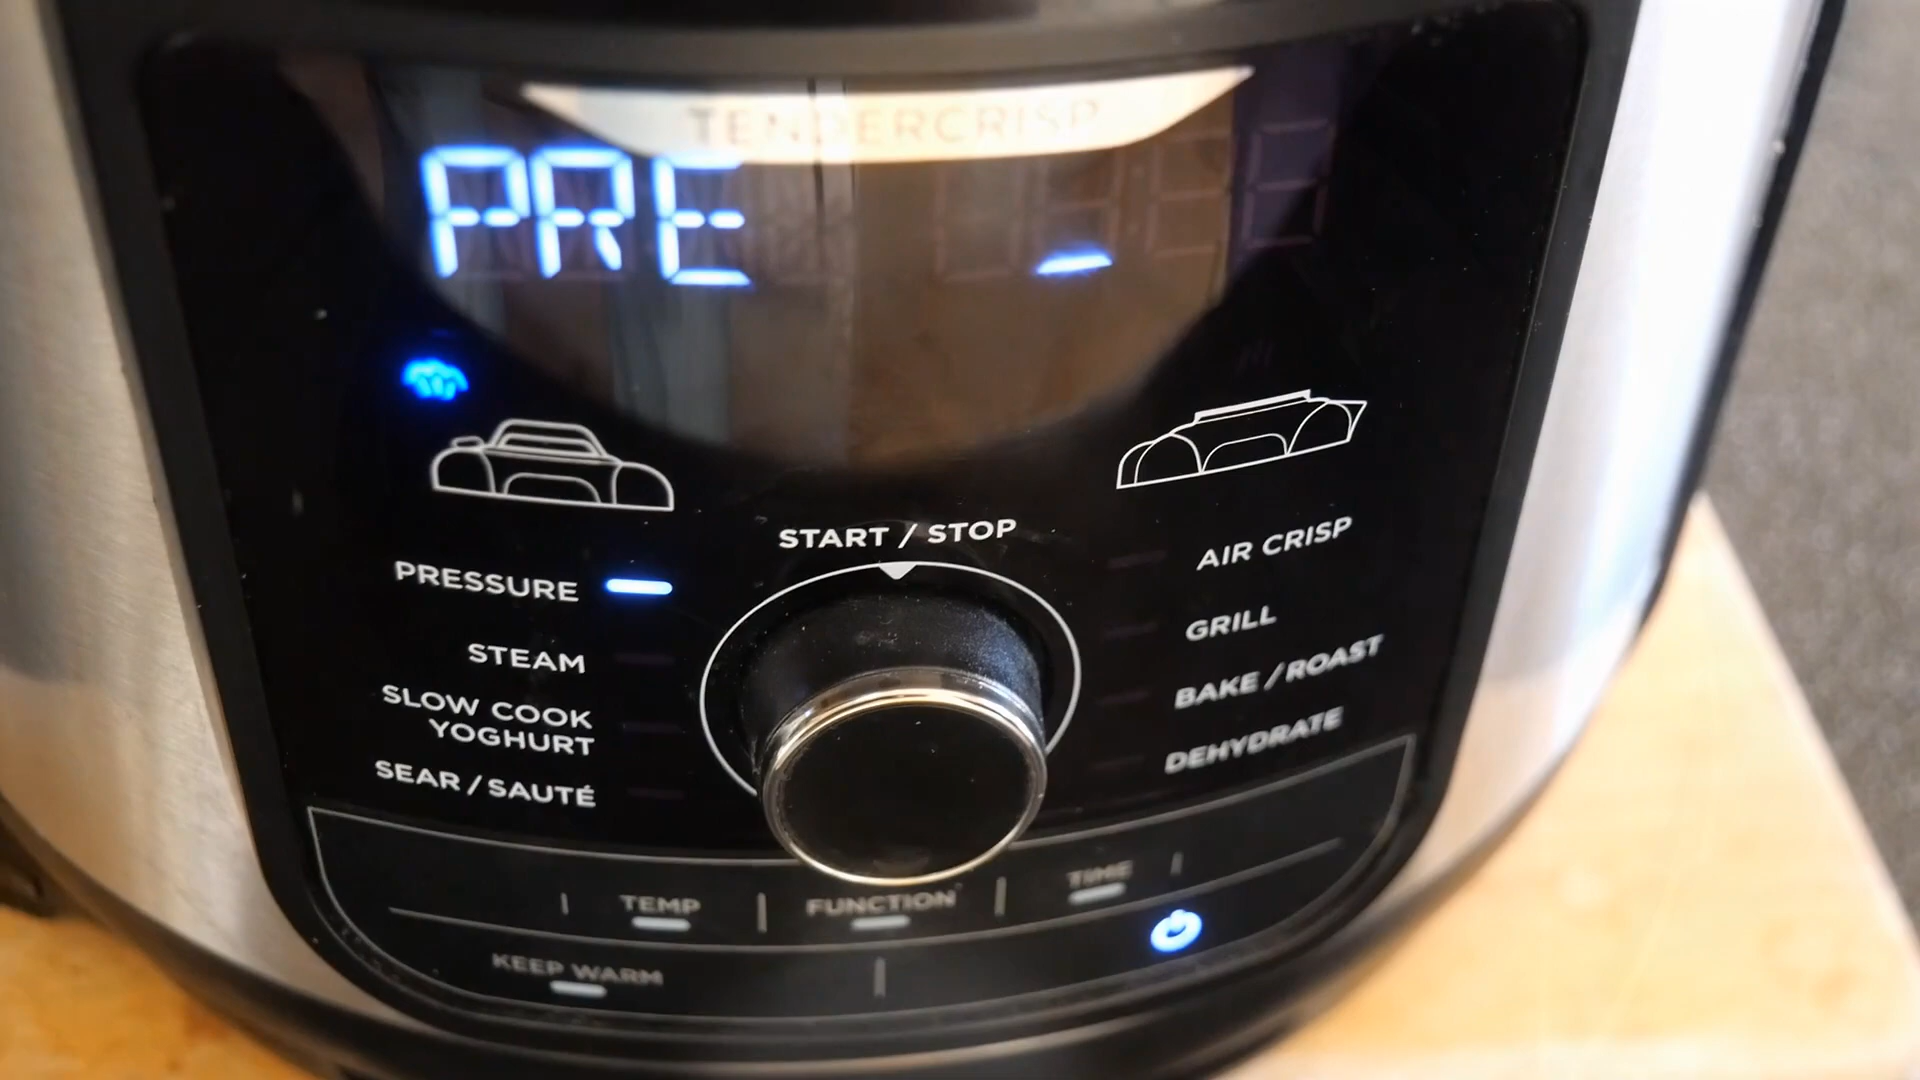 TENDERCRISP
PRE
START / STOP
PRESSURE
STEAM
SLOW COOK
YOGHURT
SEAR / SAUTÉ
AIR CRISP
GRILL
BAKE / ROAST
DEHYDRATE
TEMP
FUNCTION
TIME
KEEP WARM